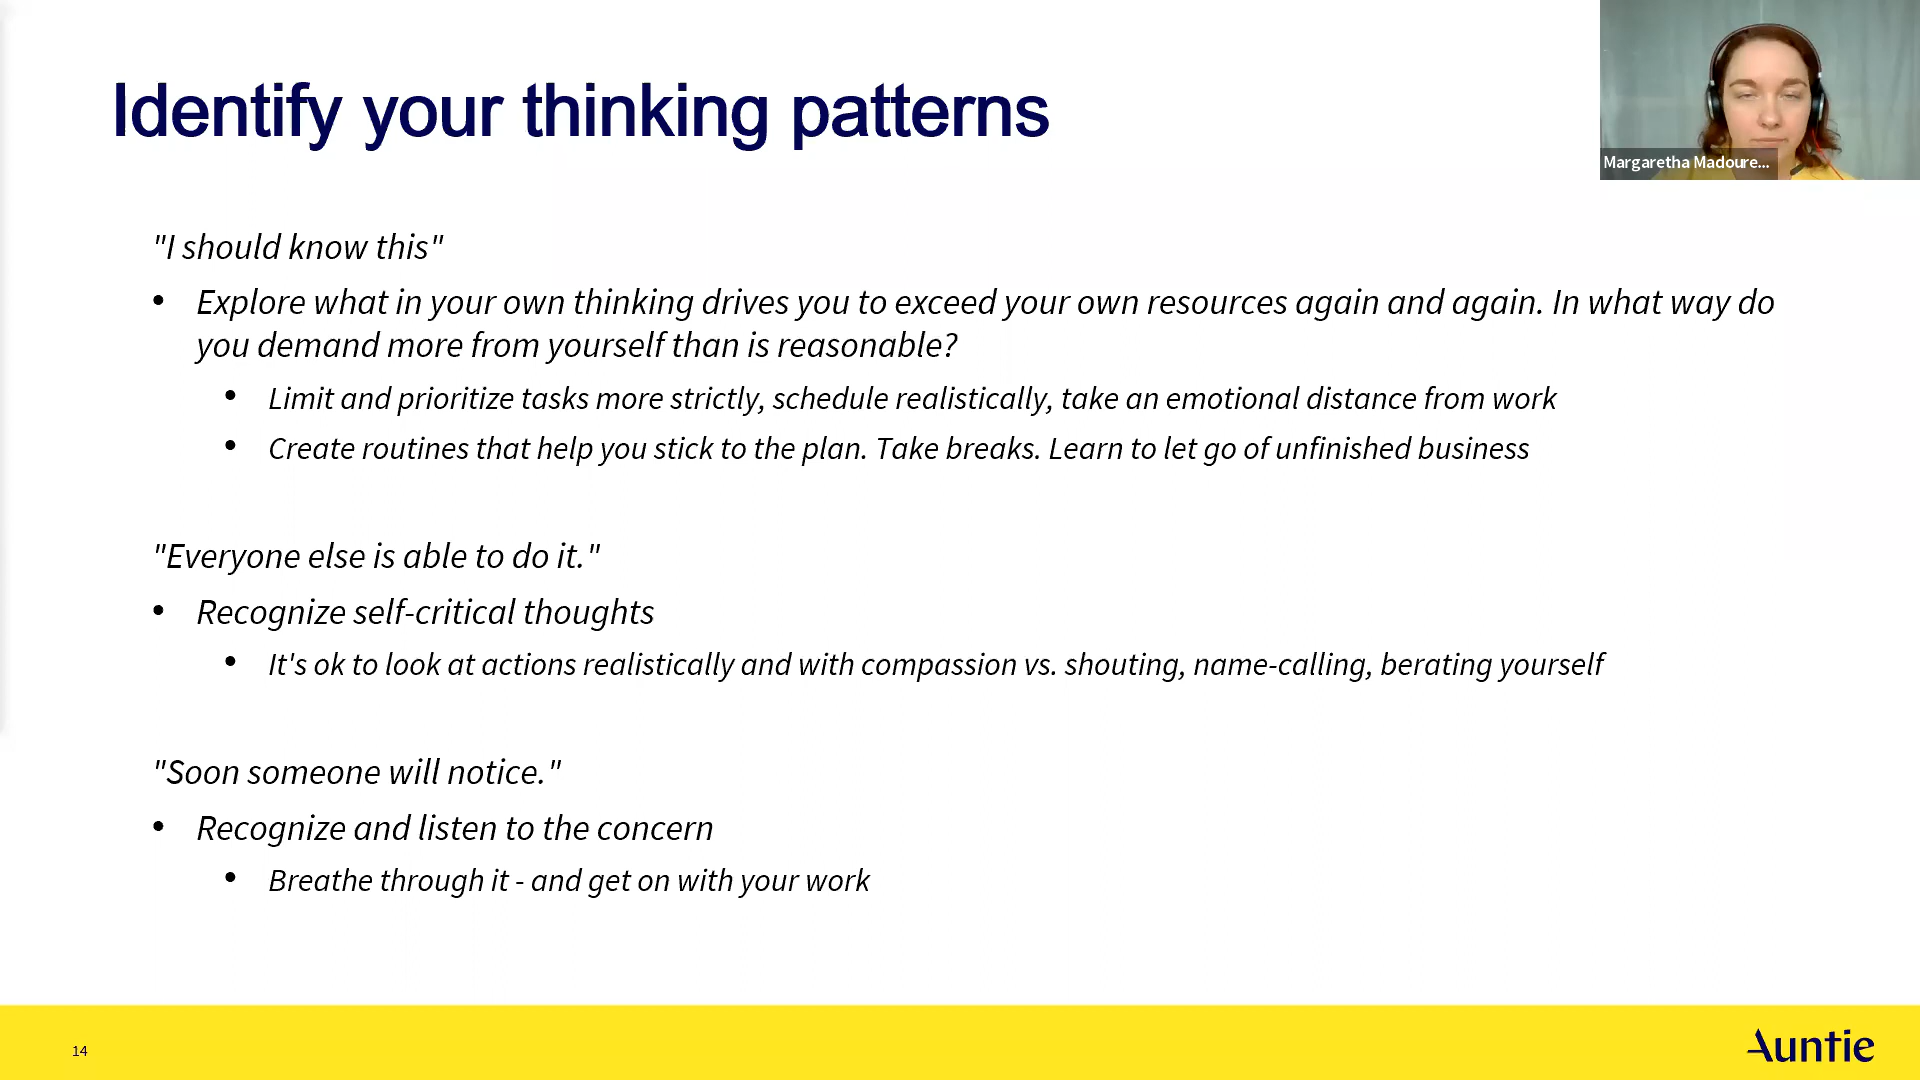 Identify your thinking patterns
Margaretha Madoure...
"I should know this"
• Explore what in your own thinking drives you to exceed your own resources again and again. In what way do
you demand more from yourself than is reasonable?
• Limit and prioritize tasks more strictly, schedule realistically, take an emotional distance from work
• Create routines that help you stick to the plan. Take breaks. Learn to let go of unfinished business
"Everyone else is able to do it."
• Recognize self-critical thoughts
• It's ok to look at actions realistically and with compassion vs. shouting, name-calling, berating yourself
"Soon someone will notice."
• Recognize and listen to the concern
• Breathe through it - and get on with your work
14
Auntie